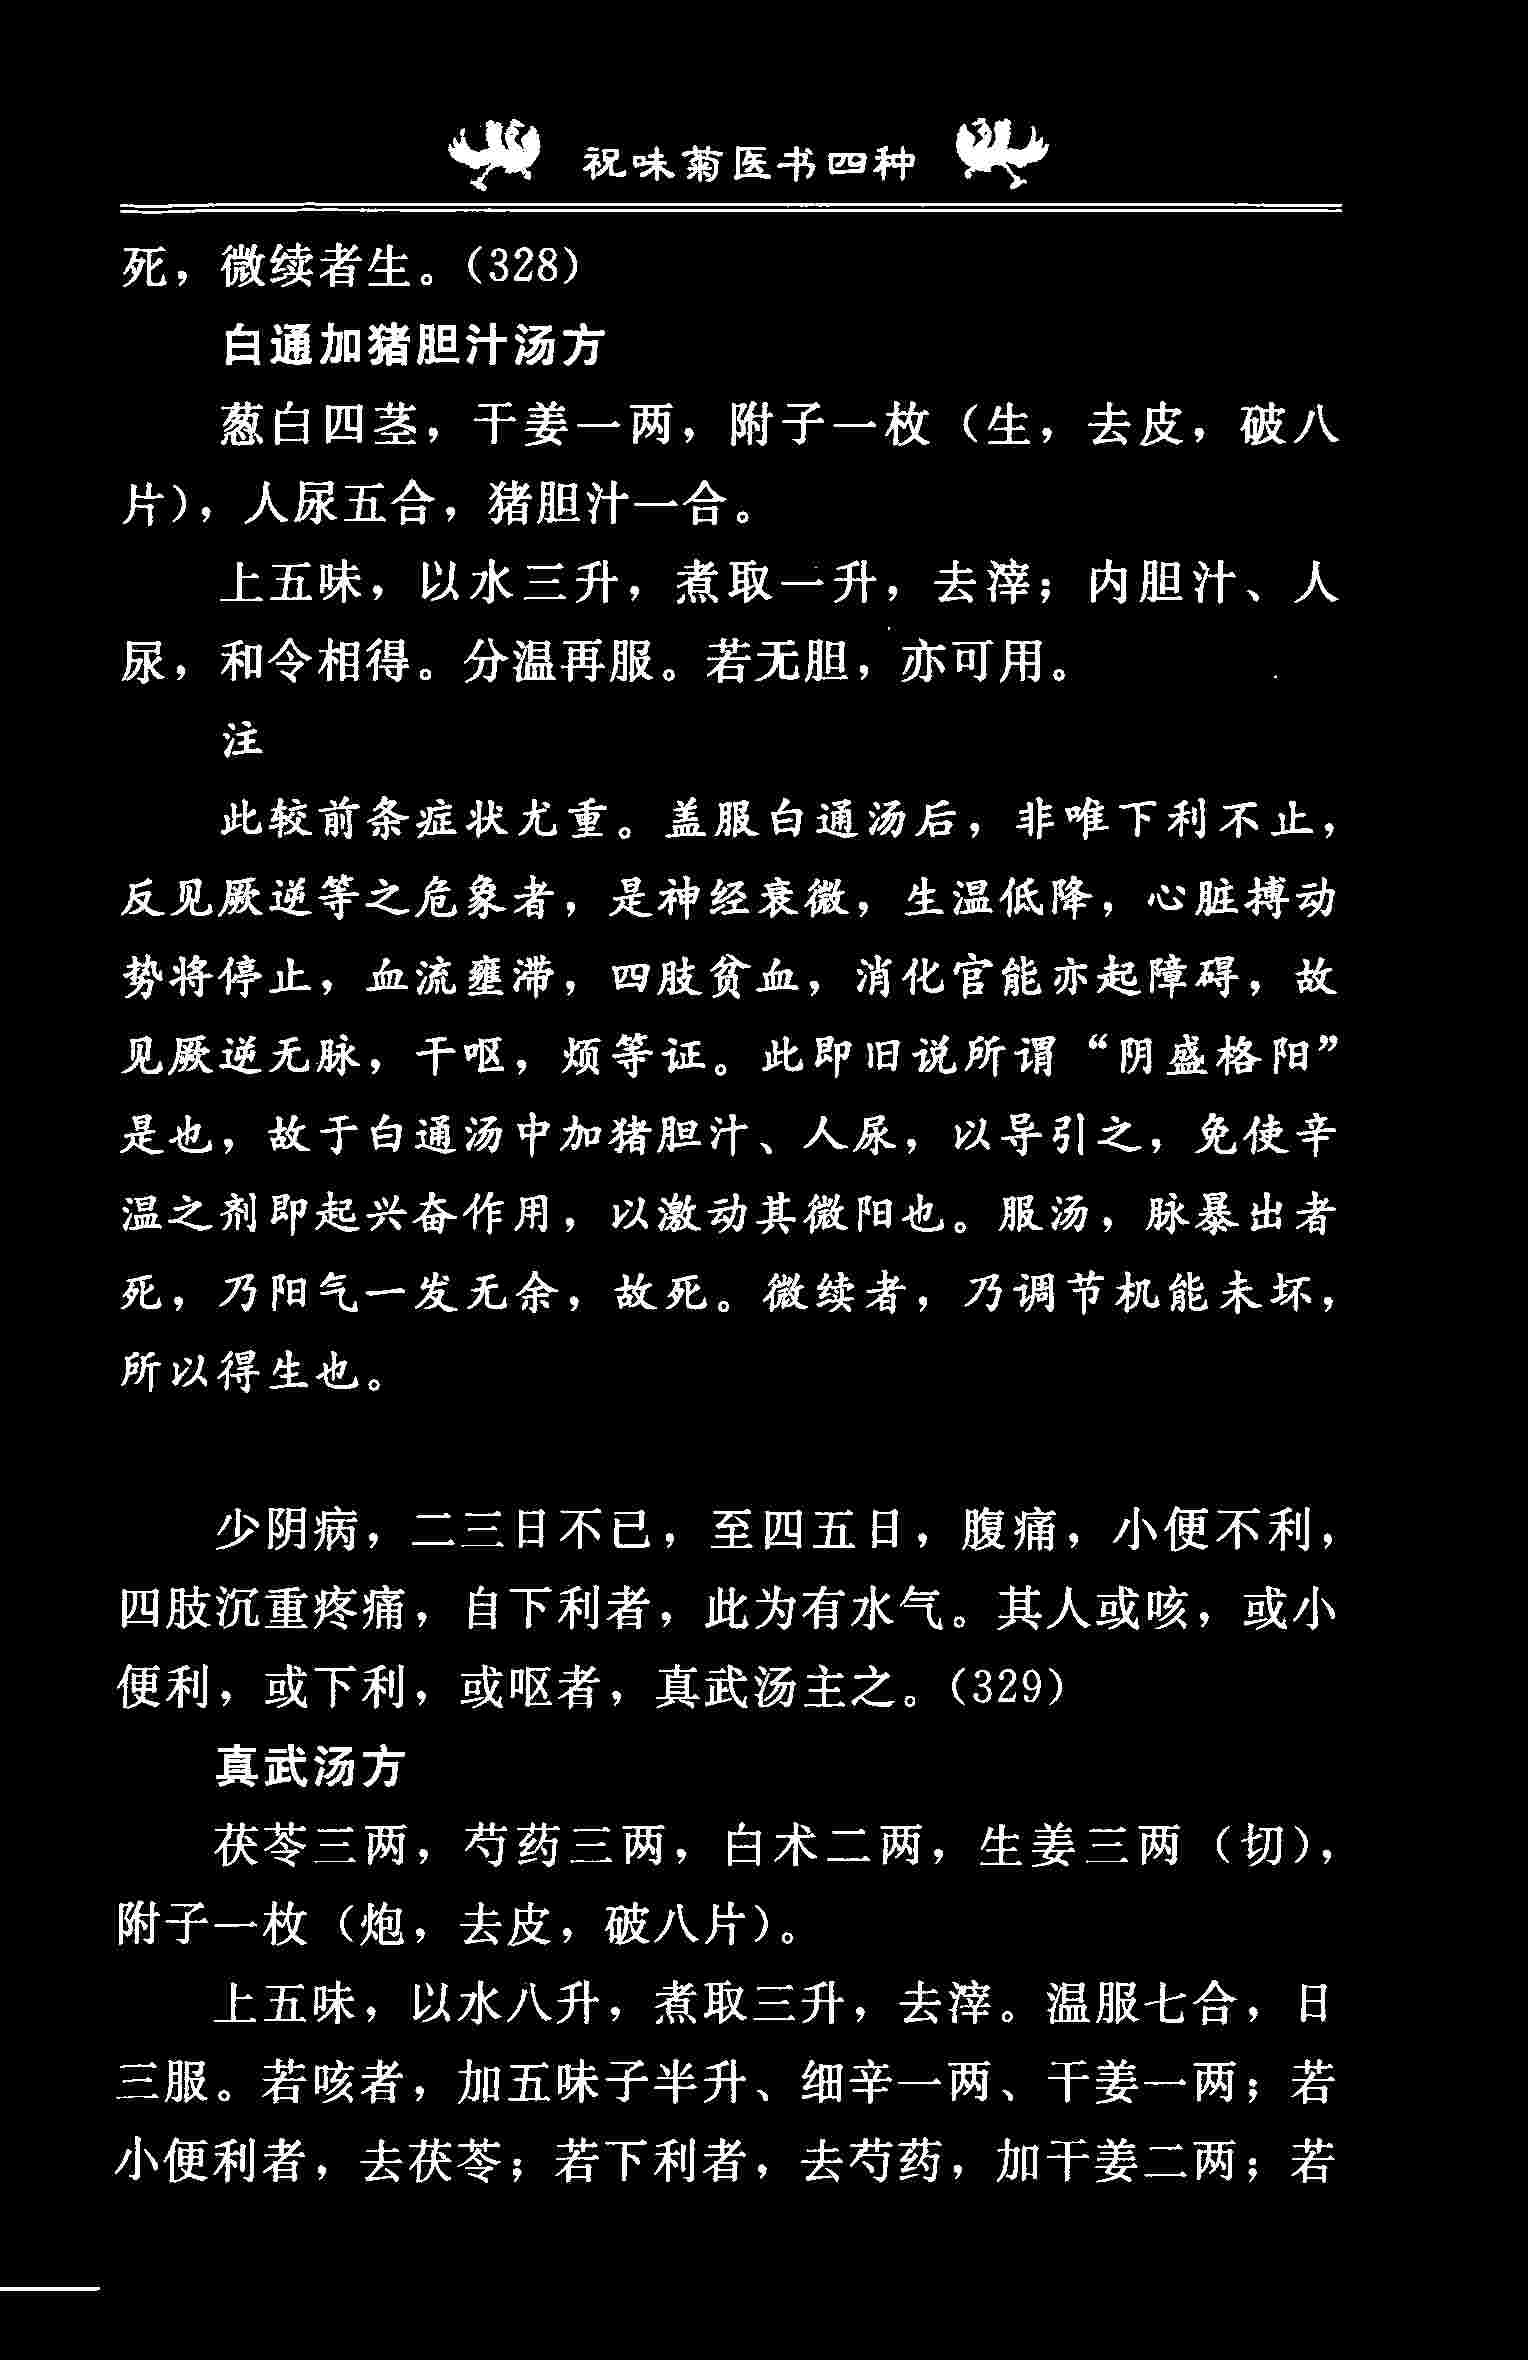 祝味菊医书四种
死，微续者生。（328）
白通加猪胆汁汤方
葱白四茎，干姜一两，附子一枚（生，去皮，破八
片），人尿五合，猪胆汁一合。
上五味，以水三升，煮取一升，去滓；内胆汁、人
尿，和令相得。分温再服。若无胆，亦可用。
注
此较前条症状尤重。盖服白通汤后，非唯下利不止，
反见厥逆等之危象者，是神经衰微，生温低降，心脏搏动
势将停止，血流壅滞，四肢贫血，消化官能亦起障碍，故
见厥逆无脉，干呕，烦等证。此即旧说所谓“阴盛格阳”
是也，故于白通汤中加猪胆汁、人尿，以导引之，免使辛
温之剂即起兴奋作用，以激动其微阳也。服汤，脉暴出者
死，乃阳气一发无余，故死。微续者，乃调节机能未坏，
所以得生也。
少阴病，二三日不已，至四五日，腹痛，小便不利，
四肢沉重疼痛，自下利者，此为有水气。其人或咳，或小
便利，或下利，或呕者，真武汤主之。（329）
真武汤方
茯苓三两，芍药三两，白术二两，生姜三两（切），
附子一枚（炮，去皮，破八片）。
上五味，以水八升，煮取三升，去滓。温服七合，日
三服。若咳者，加五味子半升、细辛一两、干姜一两；若
小便利者，去茯苓；若下利者，去芍药，加干姜二两；若